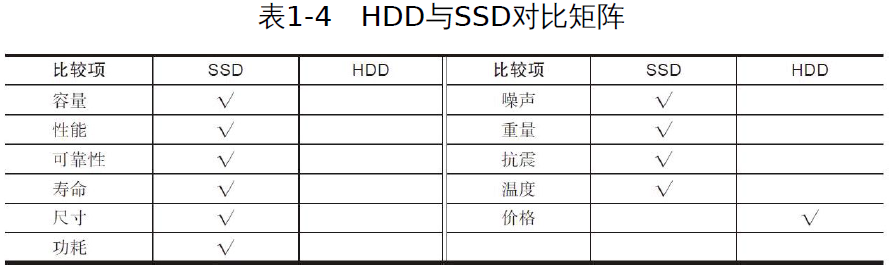 表1-4 HDD与SSD对比矩阵
比较项 SSD HDD 比较项 SSD HDD
容量 √ 噪声 √
性能 √ 重量 √
可靠性 √ 抗震 √
寿命 √ 温度 √
尺寸 √ 价格 √
功耗 √